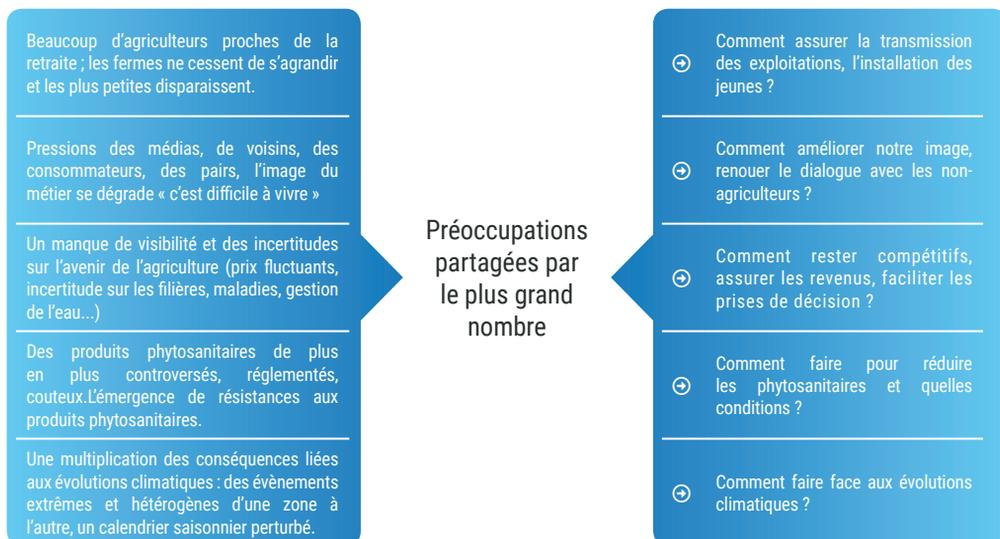 Beaucoup d’agriculteurs proches de la
retraite ; les fermes ne cessent de s’agrandir
et les plus petites disparaissent.
Pressions des médias, de voisins, des
consommateurs, des pairs, l’image du
métier se dégrade « c’est difficile à vivre »
Un manque de visibilité et des incertitudes
sur l’avenir de l’agriculture (prix fluctuants,
incertitude sur les filières, maladies, gestion
de l’eau...)
Des produits phytosanitaires de plus
en plus controversés, réglementés,
couteux.L’émergence de résistances aux
produits phytosanitaires.
Une multiplication des conséquences liées
aux évolutions climatiques : des évènements
extrêmes et hétérogènes d’une zone à
l’autre, un calendrier saisonnier perturbé.
Préoccupations
partagées par
le plus grand
nombre
Comment assurer la transmission
des exploitations, l’installation des
jeunes ?
Comment améliorer notre image,
renouer le dialogue avec les non-
agriculteurs ?
Comment rester compétitifs,
assurer les revenus, faciliter les
prises de décision ?
Comment faire pour réduire
les phytosanitaires et quelles
conditions ?
Comment faire face aux évolutions
climatiques ?